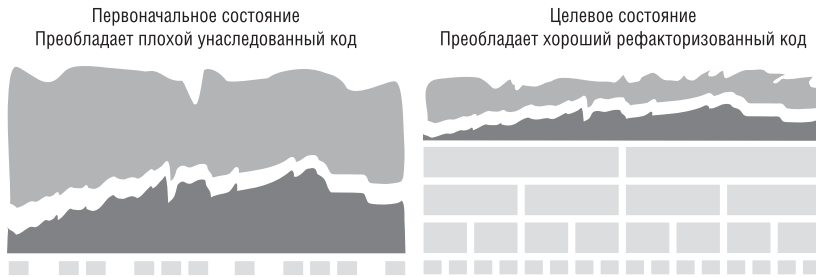 Первоначальное состояние
Преобладает плохой унаследованный код
Целевое состояние
Преобладает хороший рефакторизованный код